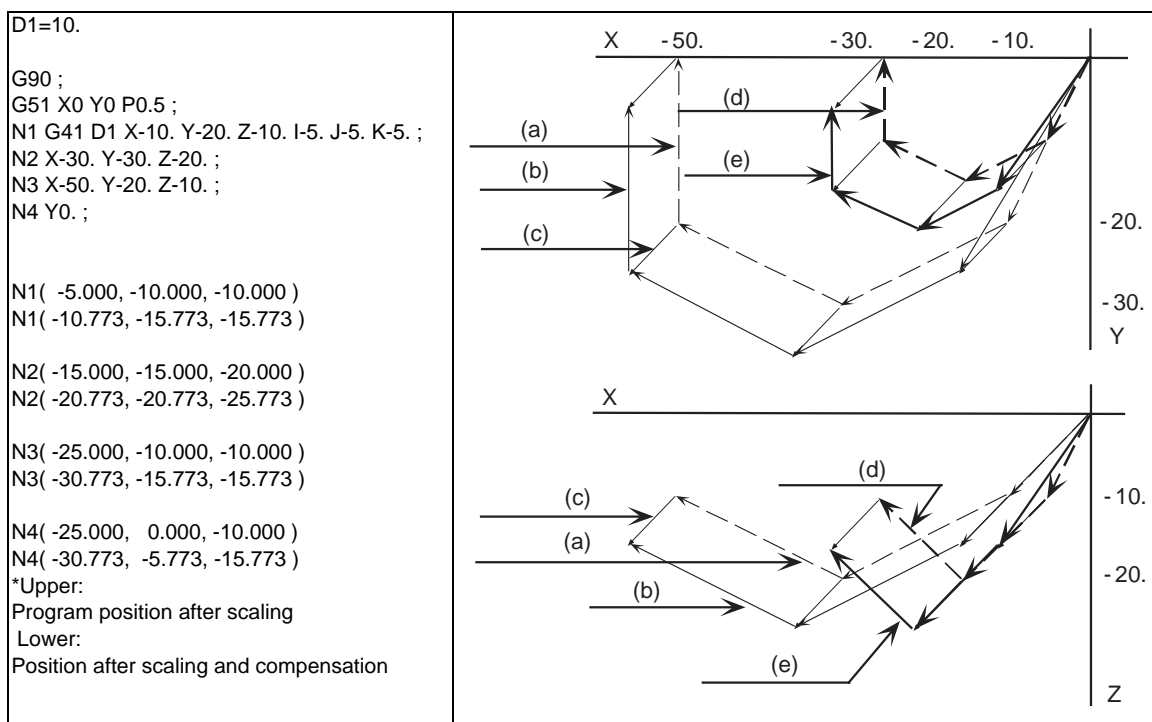 D1=10.
G90 ;
G51 X0 Y0 P0.5 ;
N1 G41 D1 X-10. Y-20. Z-10. I-5. J-5. K-5. ;
N2 X-30. Y-30. Z-20. ;
N3 X-50. Y-20. Z-10. ;
N4 Y0. ;
N1( -5.000, -10.000, -10.000 )
N1( -10.773, -15.773, -15.773 )
N2( -15.000, -15.000, -20.000 )
N2( -20.773, -20.773, -25.773 )
N3( -25.000, -10.000, -10.000 )
N3( -30.773, -15.773, -15.773 )
N4( -25.000, 0.000, -10.000 )
N4( -30.773, -5.773, -15.773 )
*Upper:
Program position after scaling
Lower:
Position after scaling and compensation
X -50. -30. -20. -10.
(d)
(a)
(e)
(b)
(c)
-20.
-30.
Y
X
(d)
(c)
-10.
(a)
-20.
(b)
(e)
Z